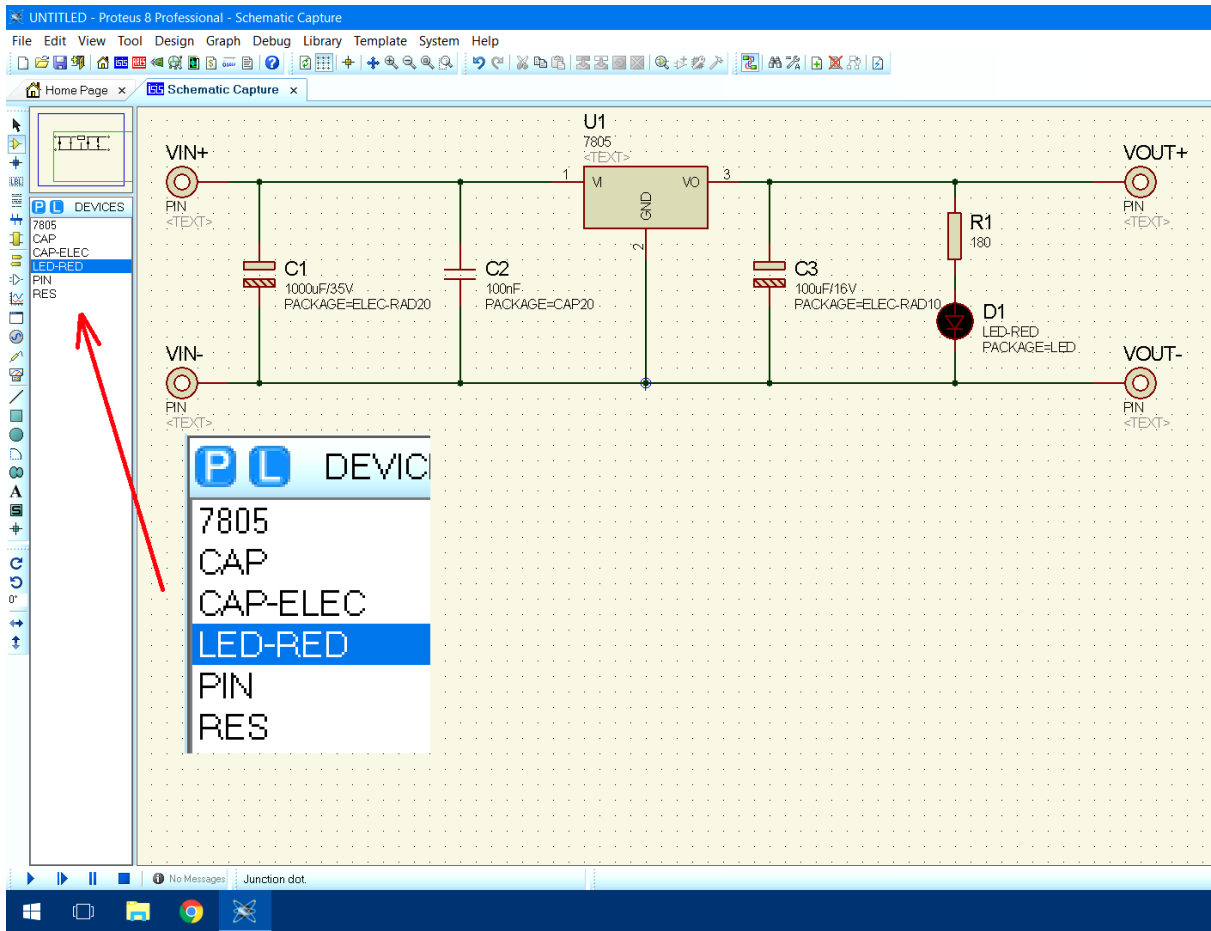 UNTITLED - Proteus 8 Professional - Schematic Capture
File Edit View Tool Design Graph Debug Library Template System Help
Home Page x Schematic Capture x
P L DEVICES
7805
CAP
CAP-ELEC
LED-RED
PIN
RES
VIN+
PIN
<TEXT>
U1
7805
<TEXT>
1 VI VO 3
GND
2
VOUT+
PIN
<TEXT>
C1
1000uF/35V
PACKAGE=ELEC-RAD20
C2
100nF
PACKAGE=CAP20
C3
100uF/16V
PACKAGE=ELEC-RAD10
R1
180
D1
LED-RED
PACKAGE=LED
VIN-
PIN
<TEXT>
VOUT-
PIN
<TEXT>
P L DEVIC
7805
CAP
CAP-ELEC
LED-RED
PIN
RES
A
S
0°
No Messages Junction dot.